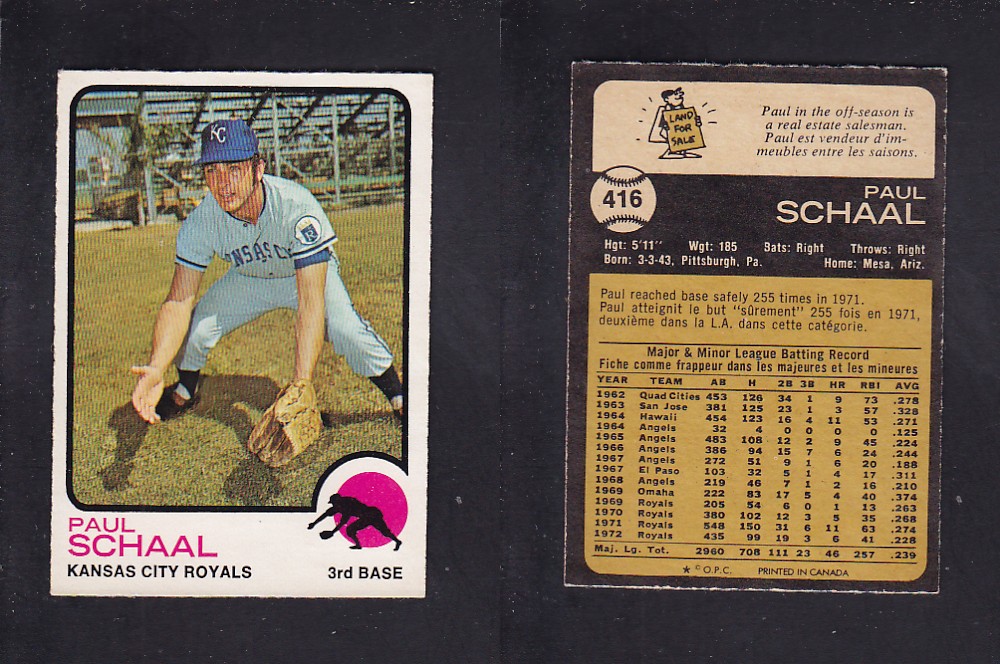 KC
KANSAS CI
R
PAUL
SCHAAL
KANSAS CITY ROYALS
3rd BASE
LAND
FOR
SALE
Paul in the off-season is
a real estate salesman.
Paul est vendeur d'im-
meubles entre les saisons.
416
PAUL
SCHAAL
Hgt: 5'11" Wgt: 185 Bats: Right Throws: Right
Born: 3-3-43, Pittsburgh, Pa. Home: Mesa, Ariz.
Paul reached base safely 255 times in 1971.
Paul atteignit le but "sûrement" 255 fois en 1971,
deuxième dans la L.A. dans cette catégorie.
Major & Minor League Batting Record
Fiche comme frappeur dans les majeures et les mineures
YEAR TEAM AB H 2B 3B HR RBI AVG
1962 Quad Cities 453 126 34 1 9 73 .278
1963 San Jose 381 125 23 1 3 57 .328
1964 Hawaii 454 123 16 4 11 53 .271
1964 Angels 32 4 0 0 0 0 .125
1965 Angels 483 108 12 2 9 45 .224
1966 Angels 386 94 15 7 6 24 .244
1967 Angels 272 51 9 1 6 20 .188
1967 El Paso 103 32 5 1 4 17 .311
1968 Angels 219 46 7 1 2 16 .210
1969 Omaha 222 83 17 5 4 40 .374
1969 Royals 205 54 6 0 1 13 .263
1970 Royals 380 102 12 3 5 35 .268
1971 Royals 548 150 31 6 11 63 .274
1972 Royals 435 99 19 3 6 41 .228
Maj. Lg. Tot. 2960 708 111 23 46 257 .239
* © O.P.C. PRINTED IN CANADA